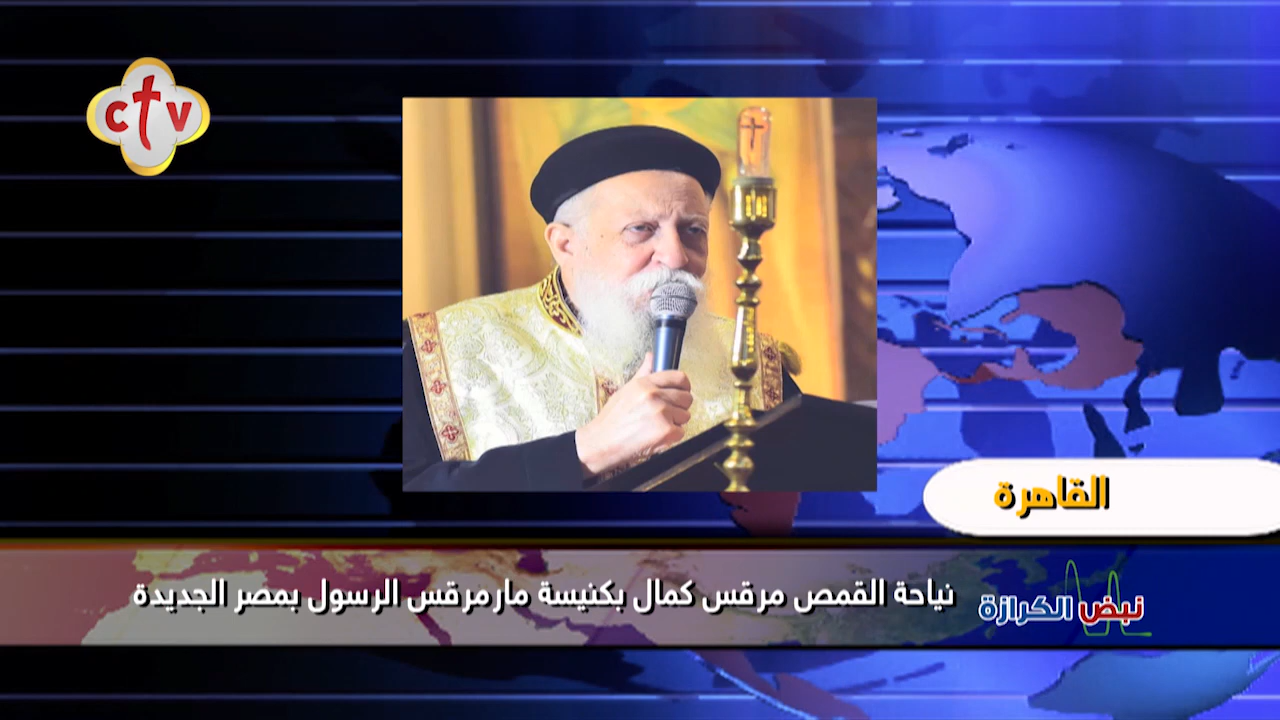 ctv
القاهرة
نياحة القمص مرقس كمال بكنيسة مارمرقس الرسول بمصر الجديدة
نبض الكرازة